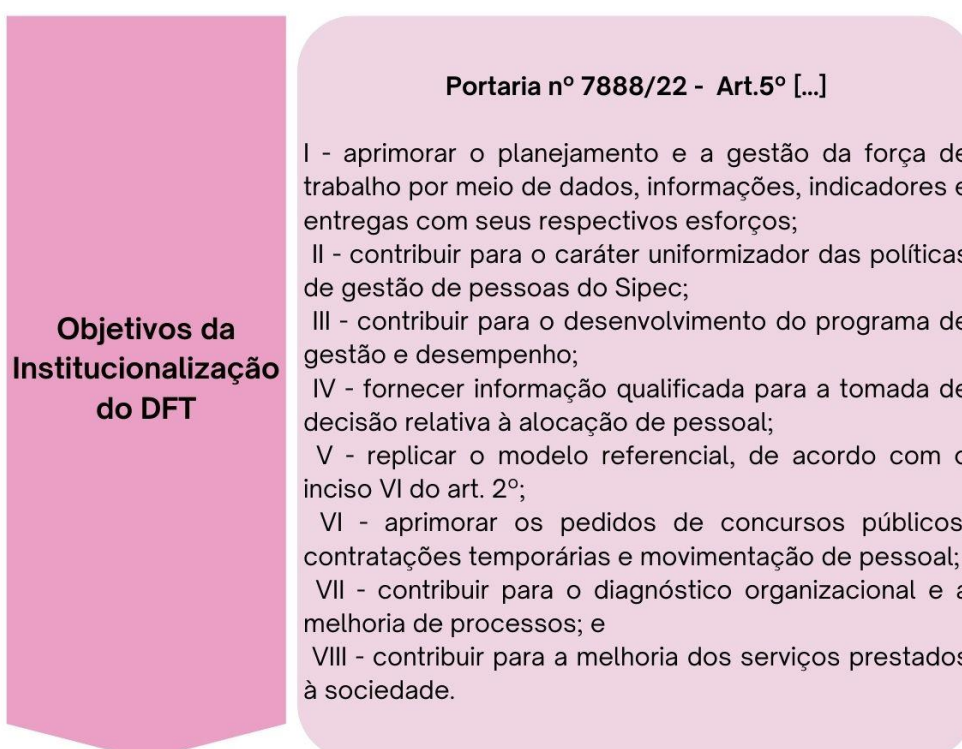 Objetivos da
Institucionalização
do DFT
Portaria nº 7888/22 - Art.5º [...]
I - aprimorar o planejamento e a gestão da força de
trabalho por meio de dados, informações, indicadores e
entregas com seus respectivos esforços;
II - contribuir para o caráter uniformizador das políticas
de gestão de pessoas do Sipec;
III - contribuir para o desenvolvimento do programa de
gestão e desempenho;
IV - fornecer informação qualificada para a tomada de
decisão relativa à alocação de pessoal;
V - replicar o modelo referencial, de acordo com o
inciso VI do art. 2º;
VI - aprimorar os pedidos de concursos públicos
contratações temporárias e movimentação de pessoal;
VII - contribuir para o diagnóstico organizacional e a
melhoria de processos; e
VIII - contribuir para a melhoria dos serviços prestados
à sociedade.